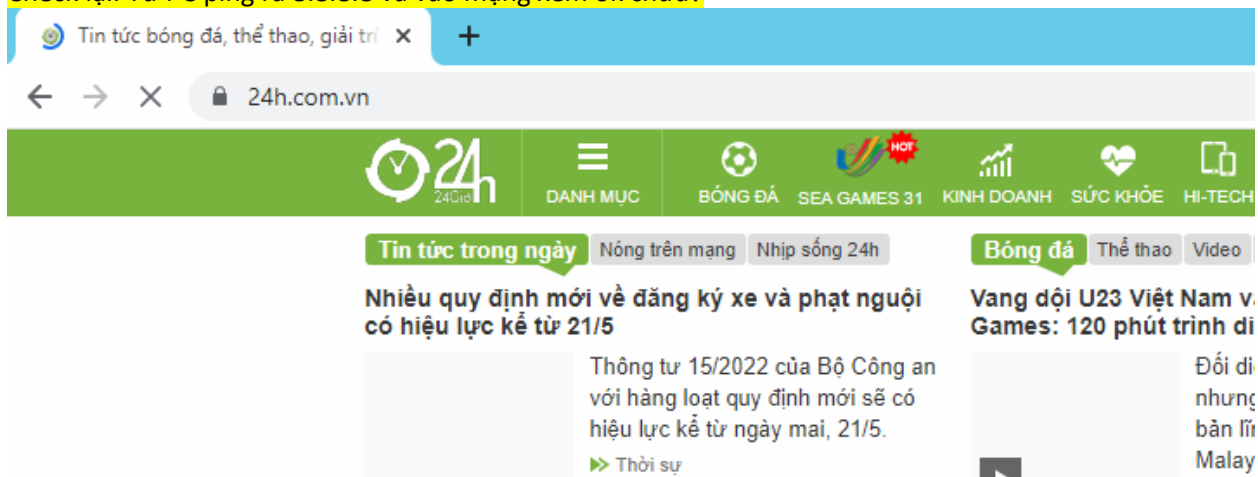 Tin tức bóng đá, thể thao, giải trí
24h.com.vn
24h
24Giờ
DANH MỤC
BÓNG ĐÁ
SEA GAMES 31
HOT
KINH DOANH
SỨC KHỎE
HI-TECH
Tin tức trong ngày Nóng trên mạng Nhịp sống 24h
Nhiều quy định mới về đăng ký xe và phạt nguội
có hiệu lực kể từ 21/5
Thông tư 15/2022 của Bộ Công an
với hàng loạt quy định mới sẽ có
hiệu lực kể từ ngày mai, 21/5.
Thời sự
Bóng đá Thể thao Video
Vang dội U23 Việt Nam
Games: 120 phút trình
Đối
nhưng
bản